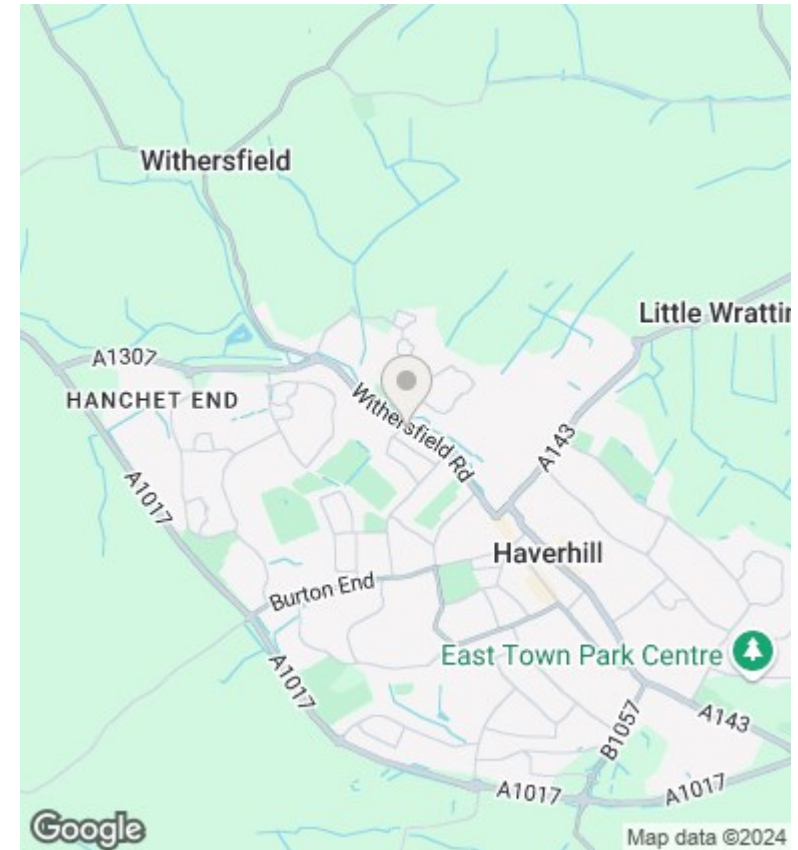 Withersfield
Little Wrattin
A1307
HANCHET END
Withersfield Rd
A143
A1017
Haverhill
Burton End
East Town Park Centre
A1017
B1057
A143
A1017
A1017
Google
Map data ©2024